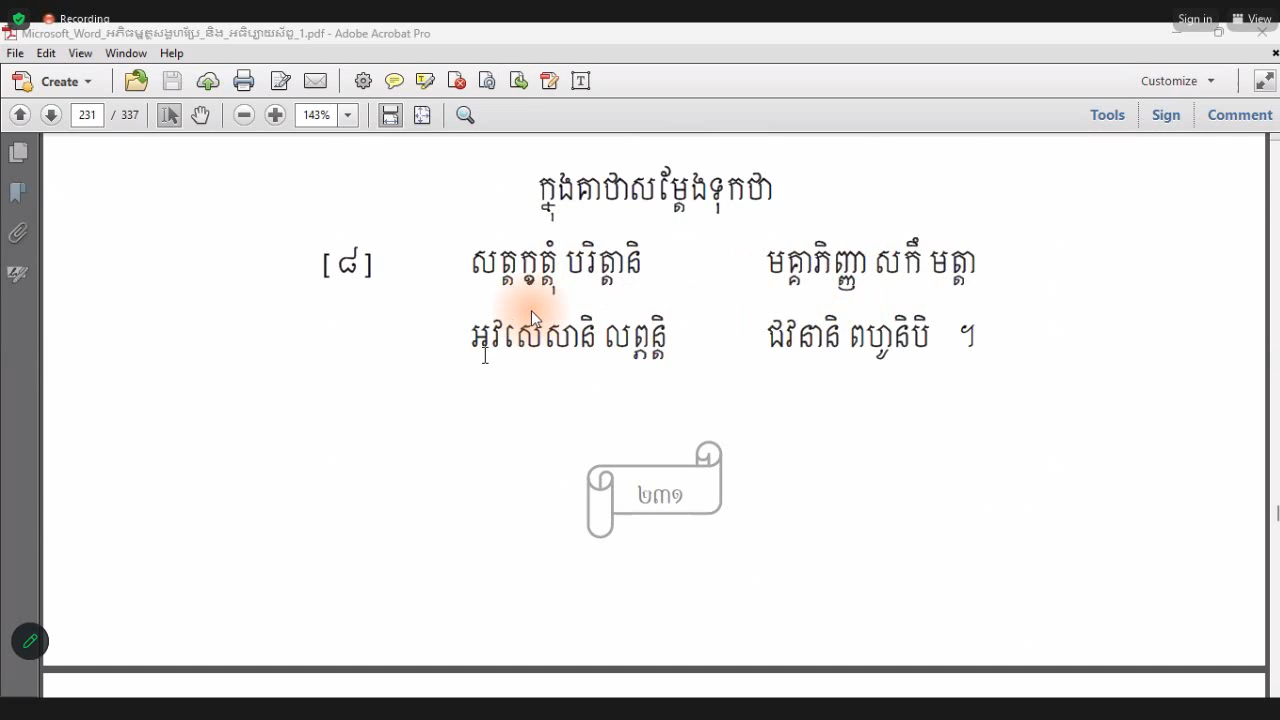 Recording
Sign in View
Microsoft_Word_អភិធម្មត្ថសង្គហប្រែ_និង_អធិប្បាយសព្ទ_1.pdf - Adobe Acrobat Pro
File Edit View Window Help
Create Customize
231 / 337 143% Tools Sign Comment
ក្នុងគាថាសម្ដែងទុកថា
[ ៨ ] សត្តក្ខត្តុំ បរិត្តានិ មគ្គាភិញ្ញា សកឹ មត្តា
អវសេសានិ លព្ភន្តិ ជវនានិ ពហូនិបិ ។
២៣១